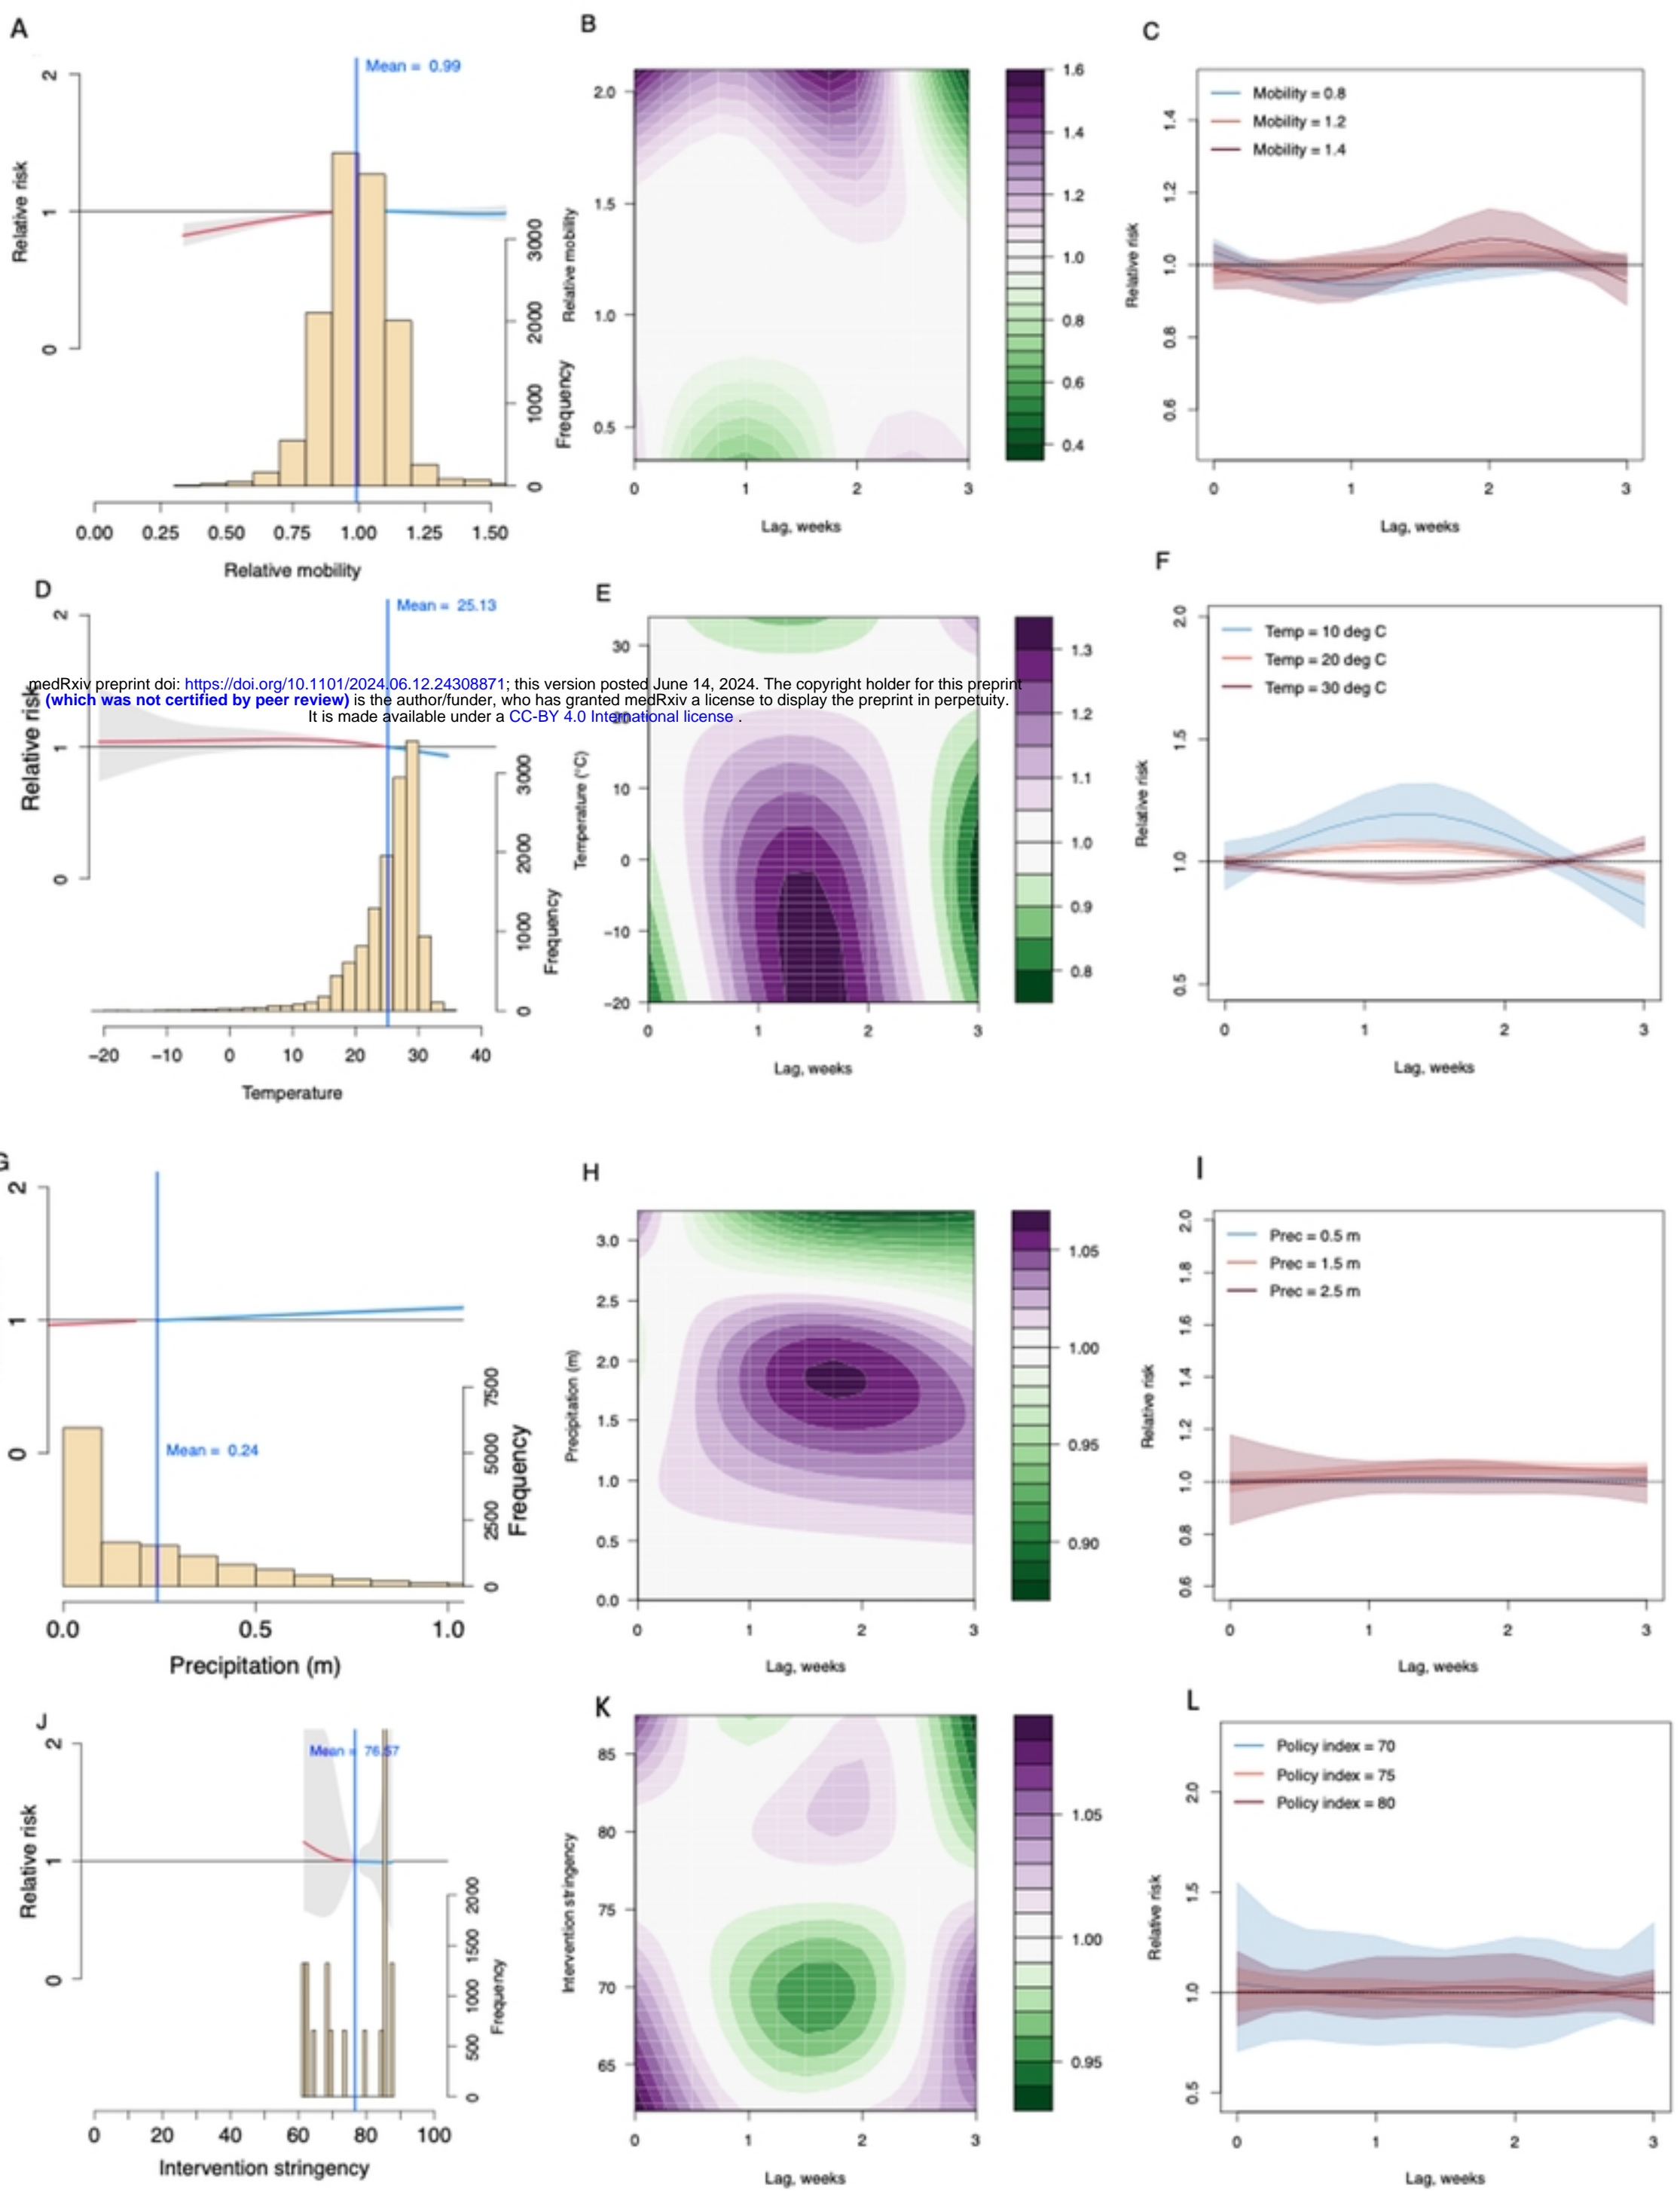 A
Mean = 0.99
2
1
0
Relative risk
3000
2000
1000
0
Frequency
0.00 0.25 0.50 0.75 1.00 1.25 1.50
Relative mobility
B
2.0
1.5
1.0
0.5
Relative mobility
0 1 2 3
Lag, weeks
1.6
1.4
1.2
1.0
0.8
0.6
0.4
C
Mobility = 0.8
Mobility = 1.2
Mobility = 1.4
1.4
1.2
1.0
0.8
0.6
Relative risk
0 1 2 3
Lag, weeks
D
Mean = 25.13
2
1
0
Relative risk
3000
2000
1000
0
Frequency
−20 −10 0 10 20 30 40
Temperature
medRxiv preprint doi: https://doi.org/10.1101/2024.06.12.24308871; this version posted June 14, 2024. The copyright holder for this preprint
(which was not certified by peer review) is the author/funder, who has granted medRxiv a license to display the preprint in perpetuity.
It is made available under a CC-BY 4.0 International license .
E
30
20
10
0
−10
−20
Temperature (°C)
0 1 2 3
Lag, weeks
1.3
1.2
1.1
1.0
0.9
0.8
F
Temp = 10 deg C
Temp = 20 deg C
Temp = 30 deg C
2.0
1.5
1.0
0.5
Relative risk
0 1 2 3
Lag, weeks
G
2
1
0
Mean = 0.24
7500
5000
2500
0
Frequency
0.0 0.5 1.0
Precipitation (m)
H
3.0
2.5
2.0
1.5
1.0
0.5
0.0
Precipitation (m)
0 1 2 3
Lag, weeks
1.05
1.00
0.95
0.90
I
Prec = 0.5 m
Prec = 1.5 m
Prec = 2.5 m
2.0
1.8
1.6
1.4
1.2
1.0
0.8
0.6
Relative risk
0 1 2 3
Lag, weeks
J
Mean = 76.57
2
1
0
Relative risk
2000
1500
1000
500
0
Frequency
0 20 40 60 80 100
Intervention stringency
K
85
80
75
70
65
Intervention stringency
0 1 2 3
Lag, weeks
1.05
1.00
0.95
L
Policy index = 70
Policy index = 75
Policy index = 80
2.0
1.5
1.0
0.5
Relative risk
0 1 2 3
Lag, weeks